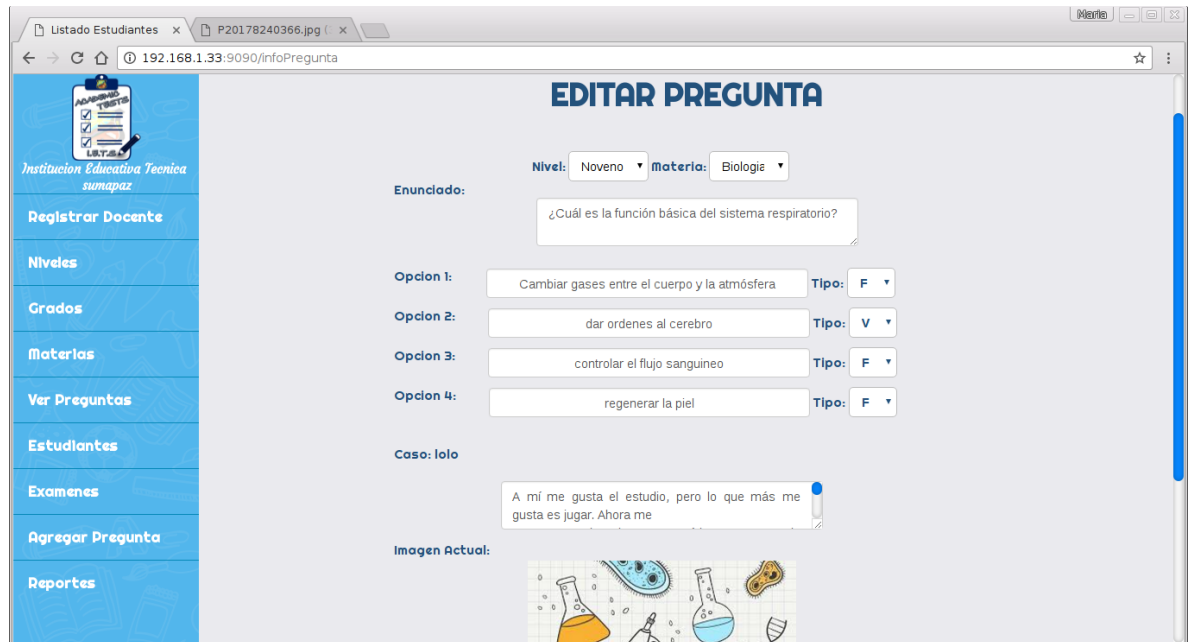 Maria
Listado Estudiantes x
P20178240366.jpg ( x
192.168.1.33:9090/infoPregunta
ACADEMIC
TESTS
I.E.T.S
Institucion Educativa Tecnica
sumapaz
Registrar Docente
Niveles
Grados
Materias
Ver Preguntas
Estudiantes
Examenes
Agregar Pregunta
Reportes
EDITAR PREGUNTA
Nivel: Noveno Materia: Biologia
Enunciado:
¿Cuál es la función básica del sistema respiratorio?
Opcion 1: Cambiar gases entre el cuerpo y la atmósfera Tipo: F
Opcion 2: dar ordenes al cerebro Tipo: V
Opcion 3: controlar el flujo sanguineo Tipo: F
Opcion 4: regenerar la piel Tipo: F
Caso: lolo
A mí me gusta el estudio, pero lo que más me
gusta es jugar. Ahora me
Imagen Actual: